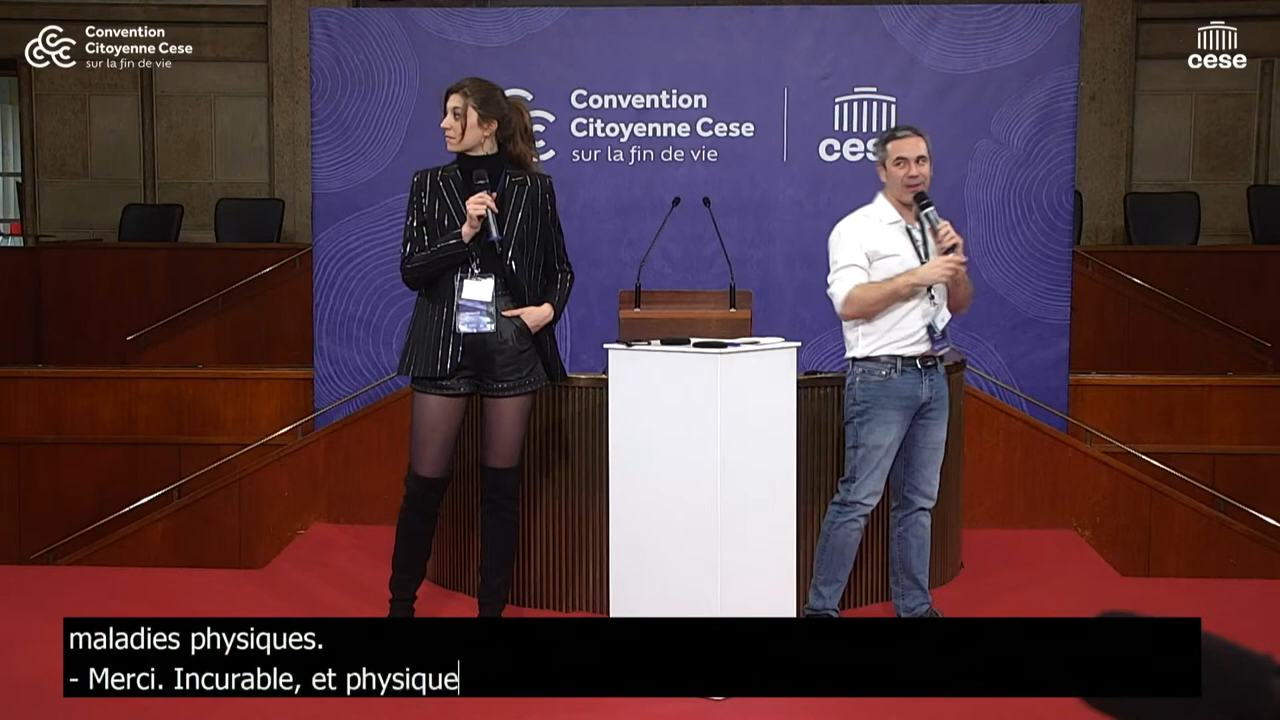 Convention
Citoyenne Cese
sur la fin de vie
cese
Convention
Citoyenne Cese
sur la fin de vie
maladies physiques.
- Merci. Incurable, et physique